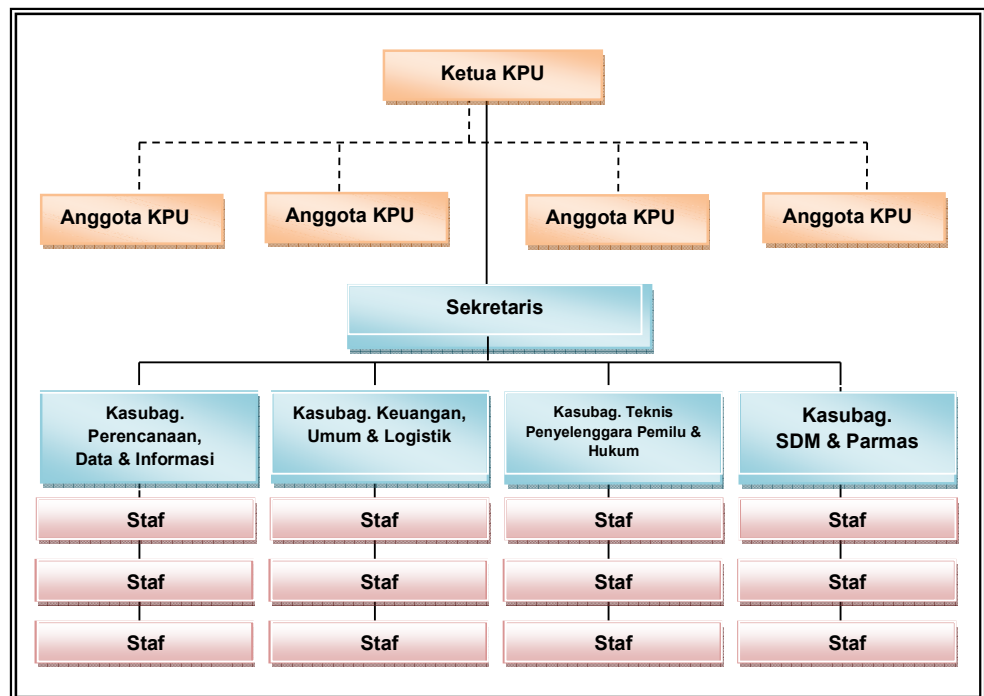 Ketua KPU
Anggota KPU
Anggota KPU
Anggota KPU
Anggota KPU
Sekretaris
Kasubag.
Perencanaan,
Data & Informasi
Kasubag. Keuangan,
Umum & Logistik
Kasubag. Teknis
Penyelenggara Pemilu &
Hukum
Kasubag.
SDM & Parmas
Staf
Staf
Staf
Staf
Staf
Staf
Staf
Staf
Staf
Staf
Staf
Staf